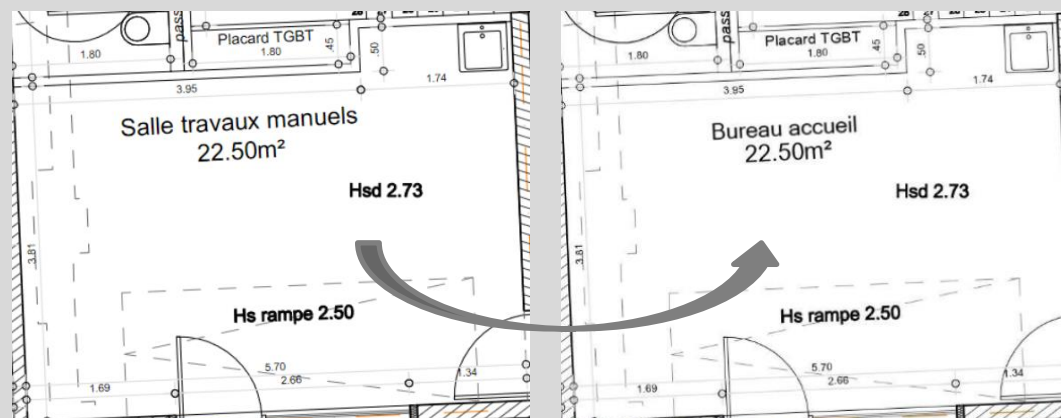 Placard TGBT
1.80
1.80
.45
.50
3.95
1.74
Salle travaux manuels
22.50m²
Hsd 2.73
3.81
Hs rampe 2.50
5.70
1.69
2.66
1.34
Placard TGBT
1.80
1.80
.45
.50
3.95
1.74
Bureau accueil
22.50m²
Hsd 2.73
3.81
Hs rampe 2.50
5.70
1.69
2.66
1.34